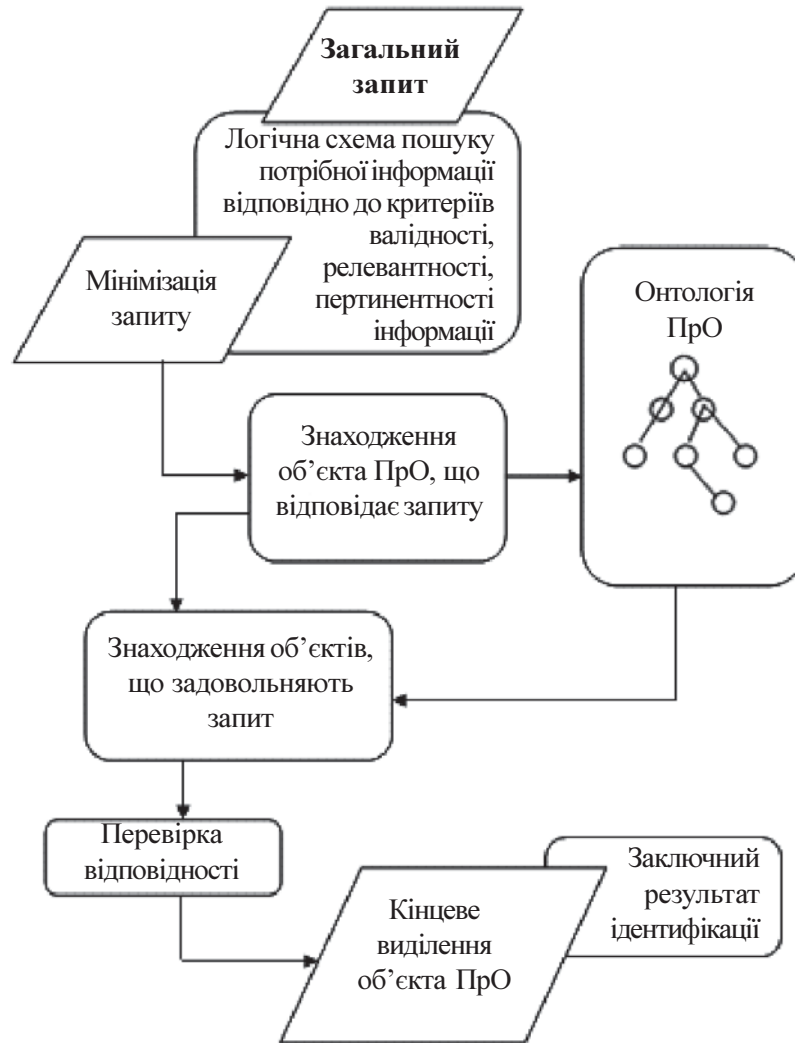 Загальний
запит
Логічна схема пошуку
потрібної інформації
відповідно до критеріїв
валідності,
релевантності,
пертинентності
інформації
Мінімізація
запиту
Онтологія
ПрО
Знаходження
об’єкта ПрО, що
відповідає запиту
Знаходження об’єктів,
що задовольняють
запит
Перевірка
відповідності
Заключний
результат
ідентифікації
Кінцеве
виділення
об’єкта ПрО